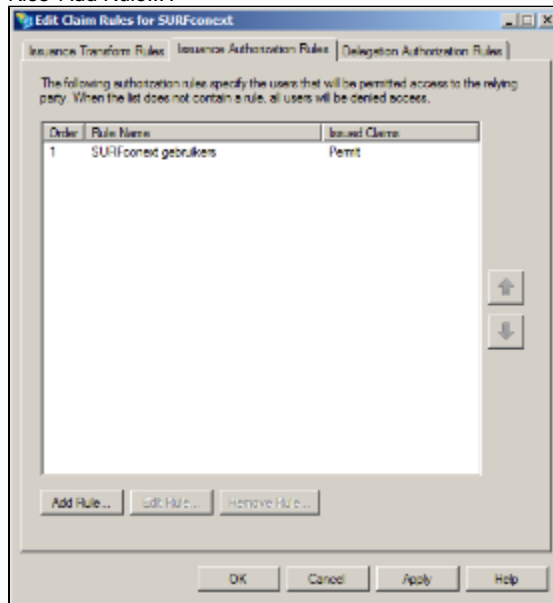 Kies 'Add Rule...'.
Edit Claim Rules for SURFconext
Issuance Transform Rules Issuance Authorization Rules Delegation Authorization Rules
The following authorization rules specify the users that will be permitted access to the relying
party. When the list does not contain a rule, all users will be denied access.
Order Rule Name Issued Claims
1 SURFconext gebruikers Permit
Add Rule... Edit Rule... Remove Rule...
OK Cancel Apply Help